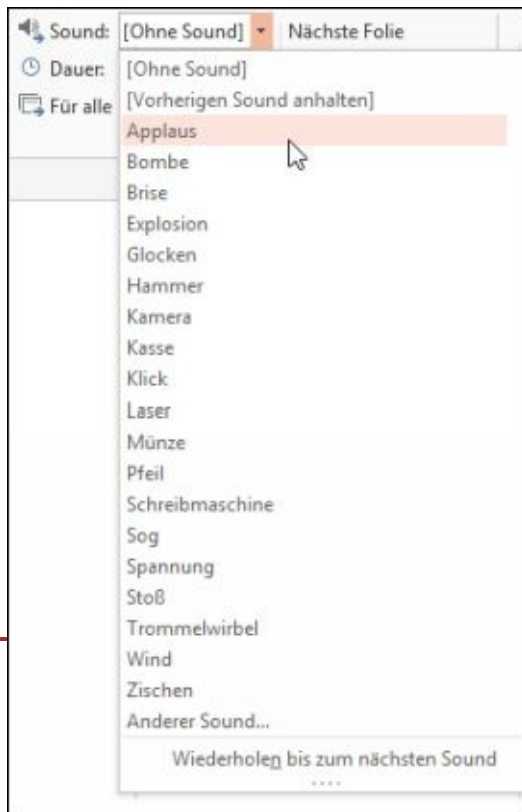 Sound: [Ohne Sound] Nächste Folie
Dauer: [Ohne Sound]
Für alle [Vorherigen Sound anhalten]
Applaus
Bombe
Brise
Explosion
Glocken
Hammer
Kamera
Kasse
Klick
Laser
Münze
Pfeil
Schreibmaschine
Sog
Spannung
Stoß
Trommelwirbel
Wind
Zischen
Anderer Sound...
Wiederholen bis zum nächsten Sound